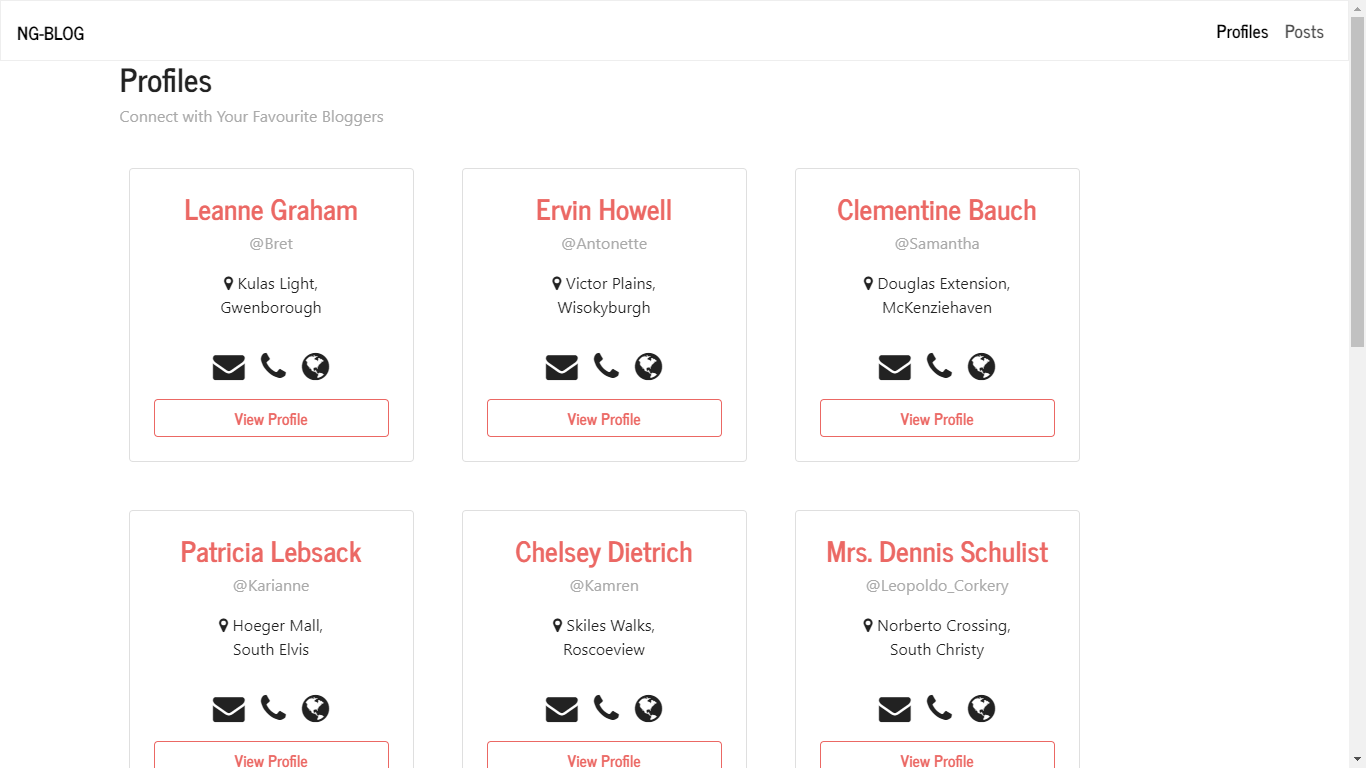 NG-BLOG
Profiles Posts
Profiles
Connect with Your Favourite Bloggers
Leanne Graham
@Bret
Kulas Light,
Gwenborough
View Profile
Ervin Howell
@Antonette
Victor Plains,
Wisokyburgh
View Profile
Clementine Bauch
@Samantha
Douglas Extension,
McKenziehaven
View Profile
Patricia Lebsack
@Karianne
Hoeger Mall,
South Elvis
View Profile
Chelsey Dietrich
@Kamren
Skiles Walks,
Roscoeview
View Profile
Mrs. Dennis Schulist
@Leopoldo_Corkery
Norberto Crossing,
South Christy
View Profile